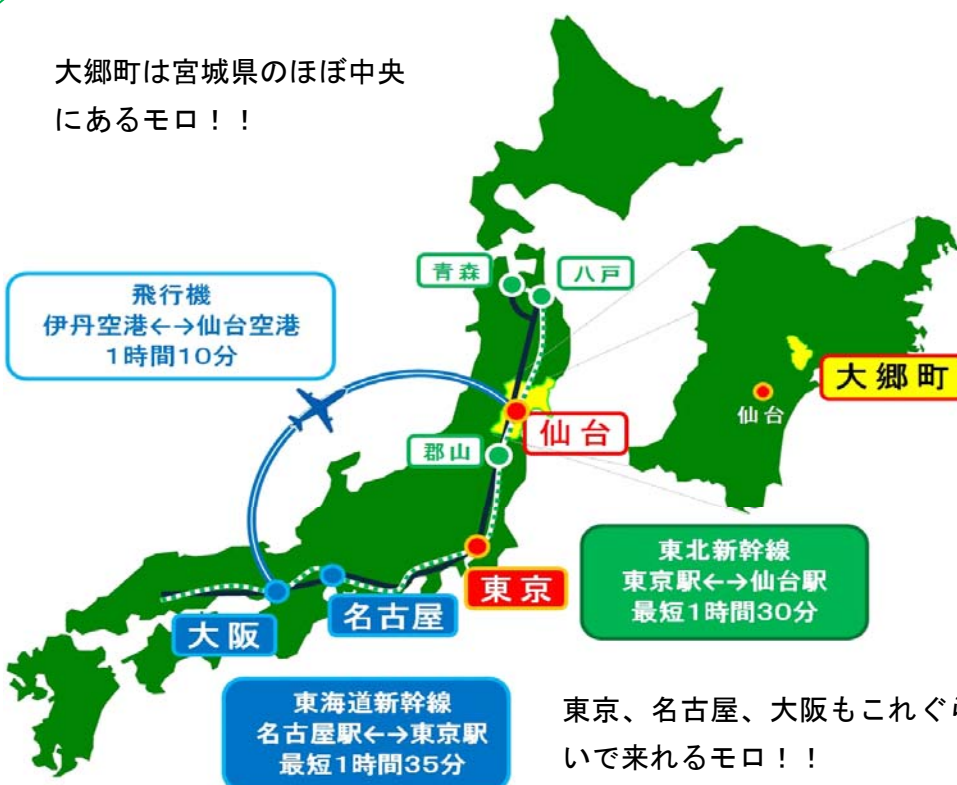 大郷町は宮城県のほぼ中央
にあるモロ！！
青森
八戸
飛行機
伊丹空港←→仙台空港
1時間10分
大郷町
仙台
仙台
郡山
東北新幹線
東京駅←→仙台駅
最短1時間30分
東京
名古屋
大阪
東海道新幹線
名古屋駅←→東京駅
最短1時間35分
東京、名古屋、大阪もこれぐら
いで来れるモロ！！